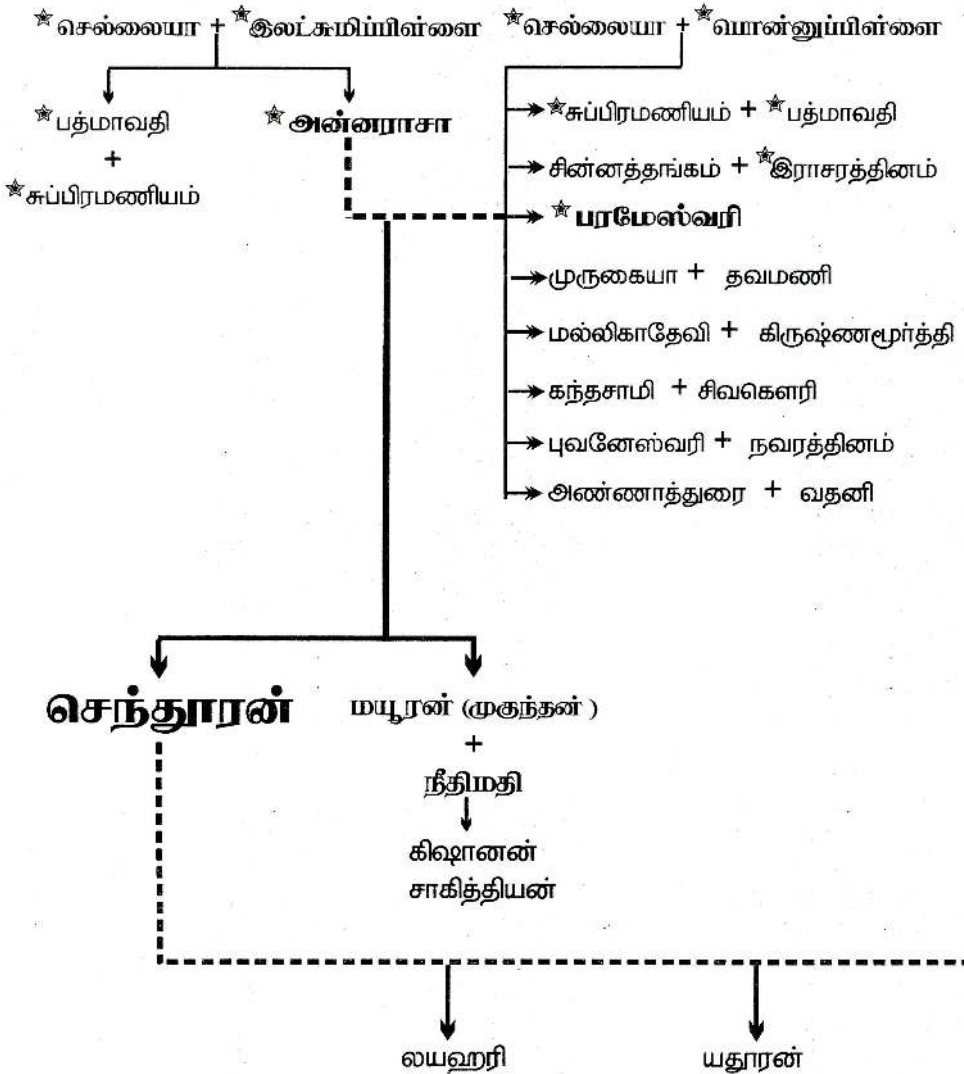 செல்லையா + இலட்சுமிப்பிள்ளை
செல்லையா + பொன்னுப்பிள்ளை
பத்மாவதி
+
சுப்பிரமணியம்
அன்னராசா
சுப்பிரமணியம் + பத்மாவதி
சின்னத்தங்கம் + இராசரத்தினம்
பரமேஸ்வரி
முருகையா + தவமணி
மல்லிகாதேவி + கிருஷ்ணமூர்த்தி
கந்தசாமி + சிவகெளரி
புவனேஸ்வரி + நவரத்தினம்
அண்ணாத்துரை + வதனி
செந்தூரன்
மயூரன் (முகுந்தன் )
+
நீதிமதி
கிஷானன்
சாகித்தியன்
லயஹரி
யதூரன்